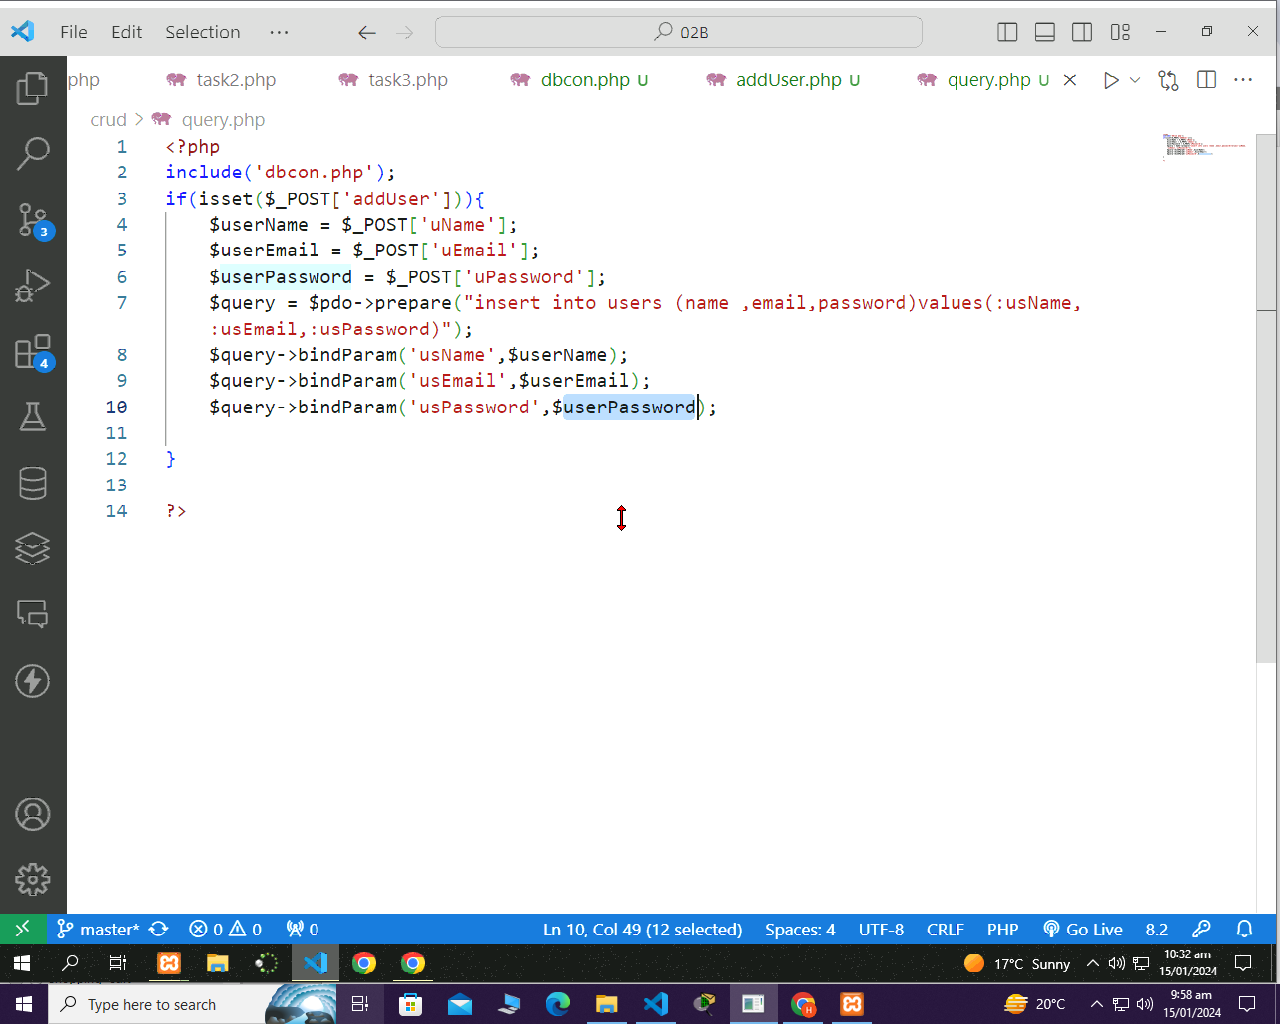 File Edit Selection ··· 02B
php task2.php task3.php dbcon.php U addUser.php U query.php U
crud > query.php
1 <?php
2 include('dbcon.php');
3 if(isset($_POST['addUser'])){
4 $userName = $_POST['uName'];
5 $userEmail = $_POST['uEmail'];
6 $userPassword = $_POST['uPassword'];
7 $query = $pdo->prepare("insert into users (name ,email,password)values(:usName,
:usEmail,:usPassword)");
8 $query->bindParam('usName',$userName);
9 $query->bindParam('usEmail',$userEmail);
10 $query->bindParam('usPassword',$userPassword);
11
12 }
13
14 ?>
3
4
master* 0 0 0 Ln 10, Col 49 (12 selected) Spaces: 4 UTF-8 CRLF PHP Go Live 8.2
17°C Sunny 10:32 am
15/01/2024
Type here to search 20°C 9:58 am
15/01/2024